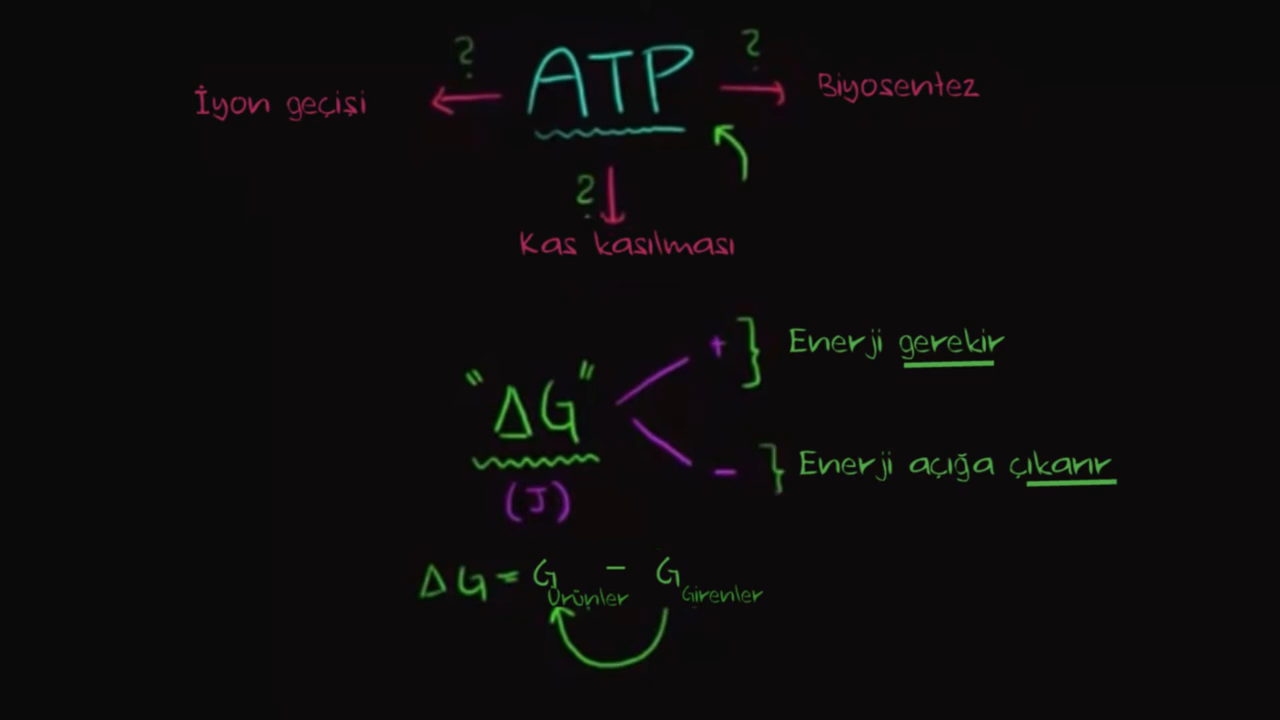 ? ATP ?
İyon geçişi
Biyosentez
?
Kas kasılması
+ } Enerji gerekir
"ΔG"
- } Enerji açığa çıkarır
(J)
ΔG = G Ürünler - G Girenler